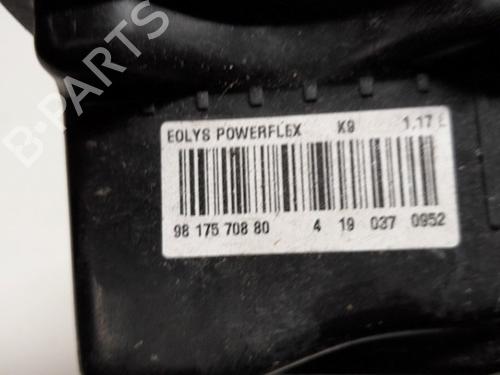 EOLYS POWERFLEX K9 1,17 L
98 175 708 80 4 19 037 0952
B-PARTS